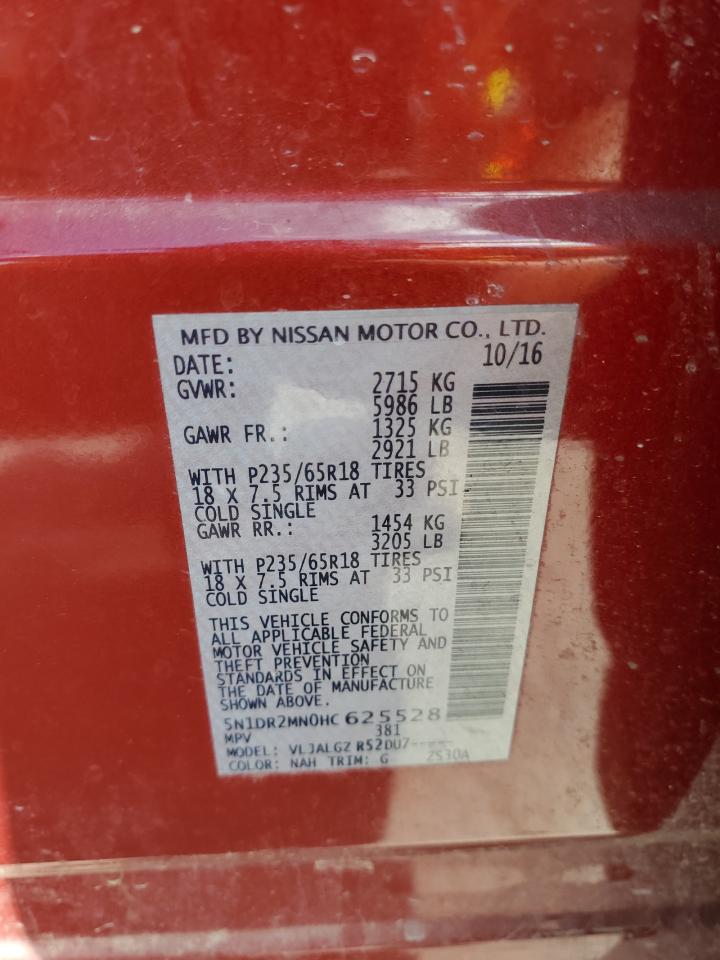 MFD BY NISSAN MOTOR CO., LTD.
DATE: 10/16
GVWR: 2715 KG
5986 LB
GAWR FR.: 1325 KG
2921 LB
WITH P235/65R18 TIRES
18 X 7.5 RIMS AT 33 PSI
COLD SINGLE
GAWR RR.: 1454 KG
3205 LB
WITH P235/65R18 TIRES
18 X 7.5 RIMS AT 33 PSI
COLD SINGLE
THIS VEHICLE CONFORMS TO
ALL APPLICABLE FEDERAL
MOTOR VEHICLE SAFETY AND
THEFT PREVENTION
STANDARDS IN EFFECT ON
THE DATE OF MANUFACTURE
SHOWN ABOVE.
5N1DR2MN0HC 625528
MPV 381
MODEL: VLJALGZ R52DU7-----
COLOR: NAH TRIM: G 2S30A